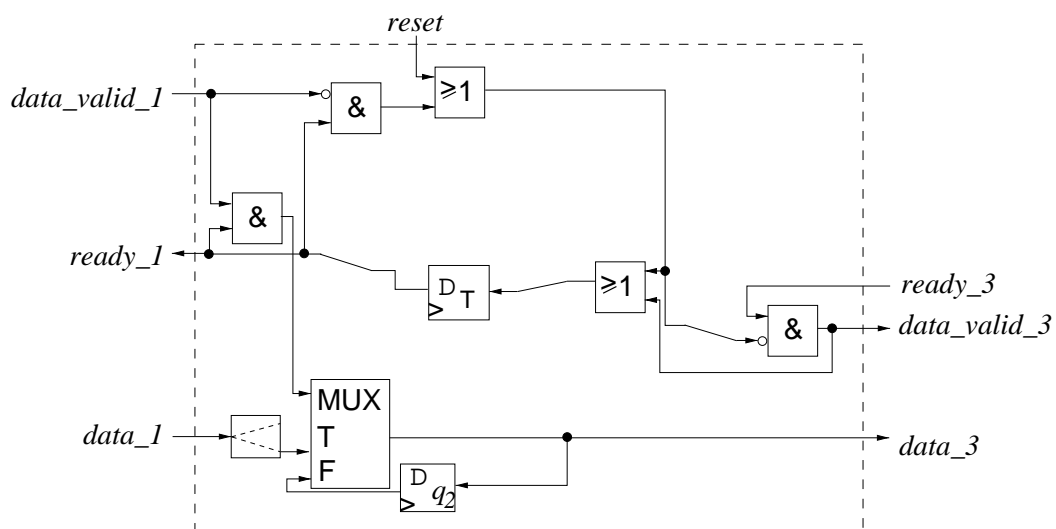 reset
data_valid_1
≥1
&
&
ready_1
D T
≥1
ready_3
&
data_valid_3
MUX
data_1
T
data_3
F
D q2